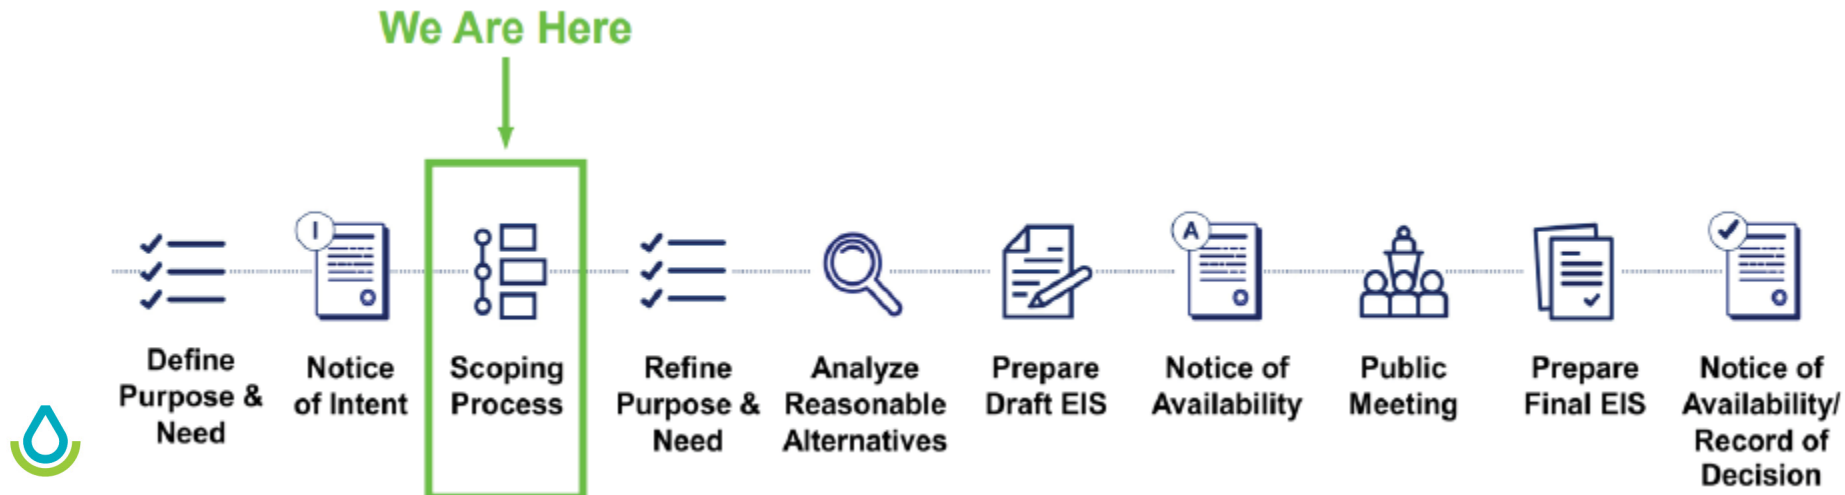 We Are Here
I
A
Define
Purpose &
Need
Notice
of Intent
Scoping
Process
Refine
Purpose &
Need
Analyze
Reasonable
Alternatives
Prepare
Draft EIS
Notice of
Availability
Public
Meeting
Prepare
Final EIS
Notice of
Availability/
Record of
Decision